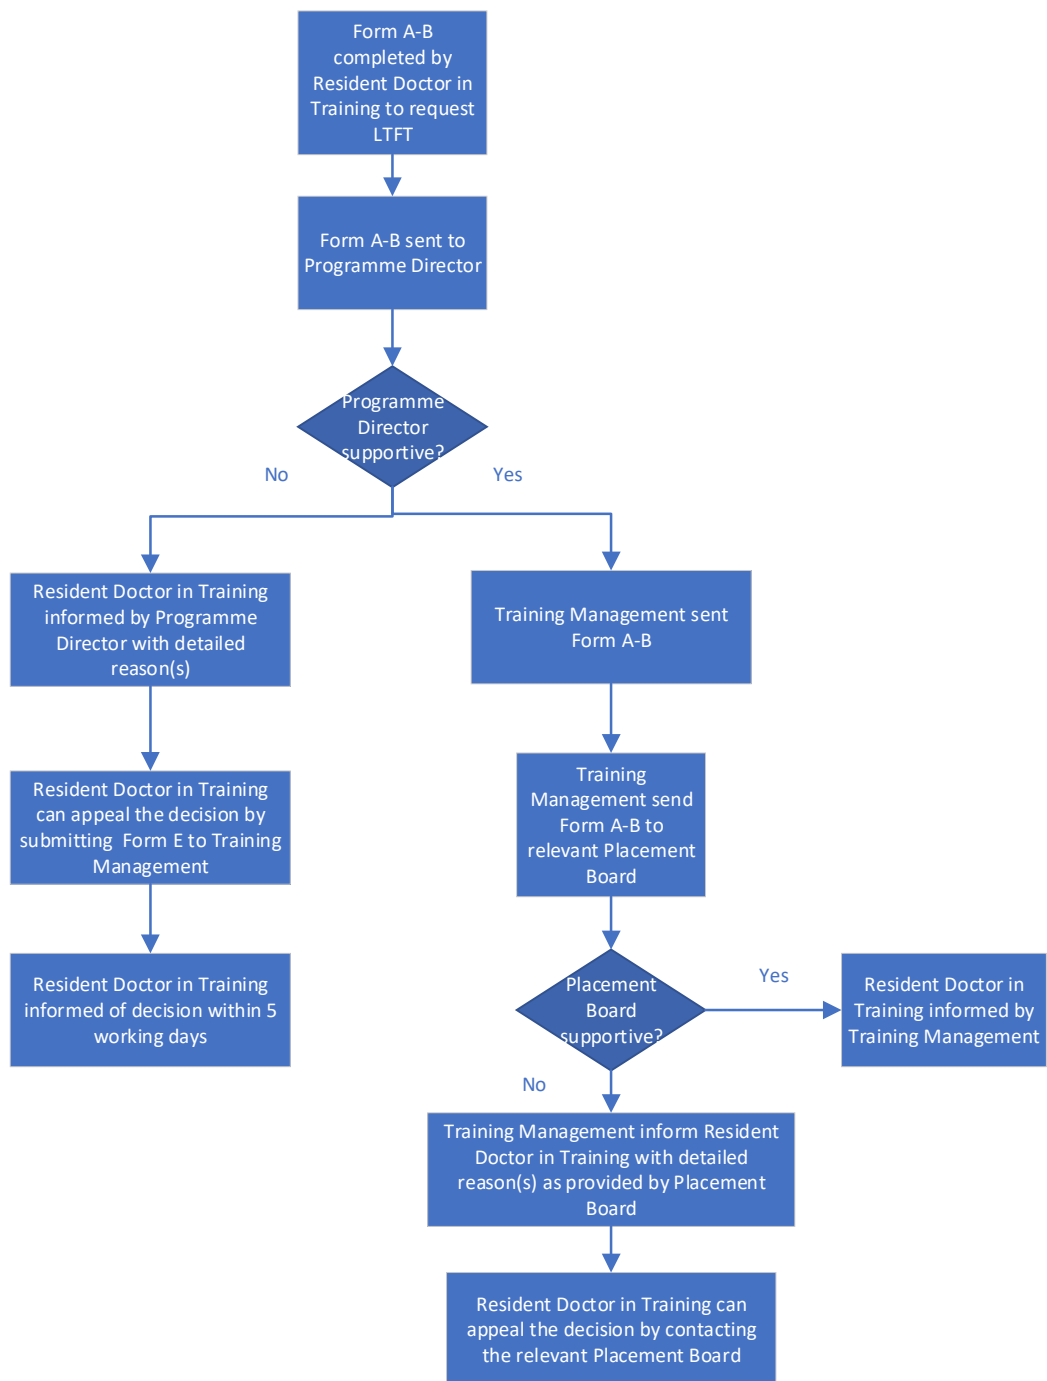 Form A-B
completed by
Resident Doctor in
Training to request
LTFT
Form A-B sent to
Programme Director
Programme
Director
supportive?
No
Yes
Resident Doctor in Training
informed by Programme
Director with detailed
reason(s)
Training Management sent
Form A-B
Resident Doctor in Training
can appeal the decision by
submitting  Form E to Training
Management
Training
Management send
Form A-B to
relevant Placement
Board
Resident Doctor in Training
informed of decision within 5
working days
Placement
Board
supportive?
Yes
Resident Doctor in
Training informed by
Training Management
No
Training Management inform Resident
Doctor in Training with detailed
reason(s) as provided by Placement
Board
Resident Doctor in Training can
appeal the decision by contacting
the relevant Placement Board